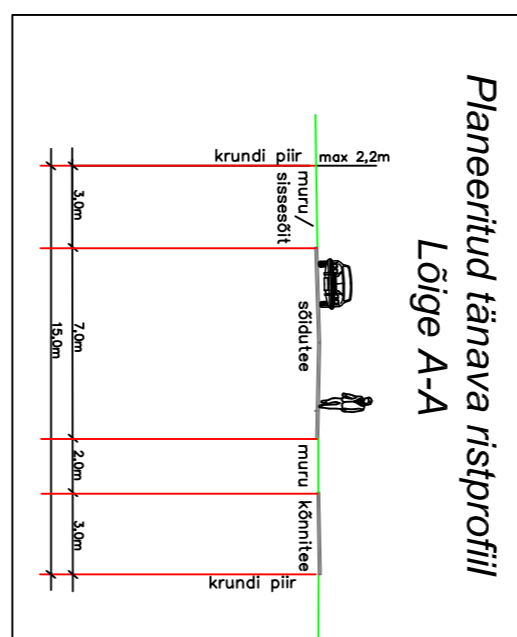 Planeeritud tänava ristprofiil
Lõige A-A
krundi piir
max 2,2m
muru/
sissesõit
sõidutee
muru
kõnnitee
krundi piir
3,0m
7,0m
2,0m
3,0m
15,0m